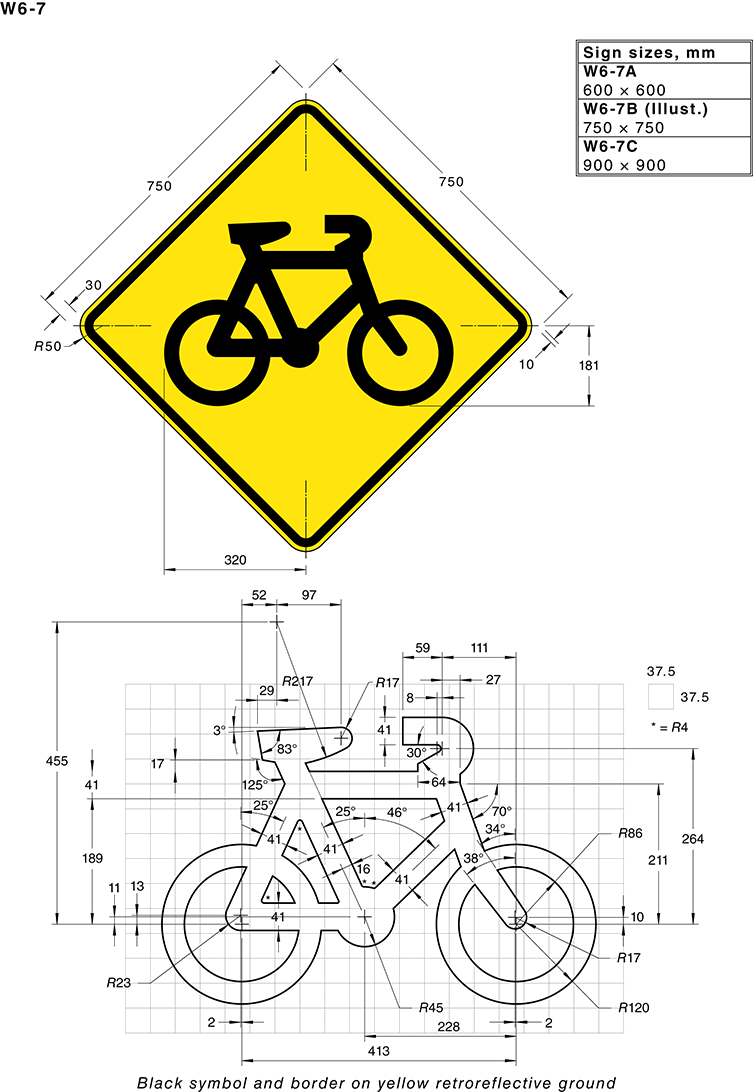 W6-7
Sign sizes, mm
W6-7A
600 × 600
W6-7B (Illust.)
750 × 750
W6-7C
900 × 900
750
750
30
R50
10
181
320
52
97
59
111
37.5
37.5
* = R4
R217
R17
27
29
8
3°
41
83°
30°
17
64
455
125°
41
25°
25°
46°
41
70°
34°
41
41
R86
264
189
38°
211
16
41
*
* *
*
11
13
41
10
R23
R17
R45
R120
2
228
2
413
Black symbol and border on yellow retroreflective ground